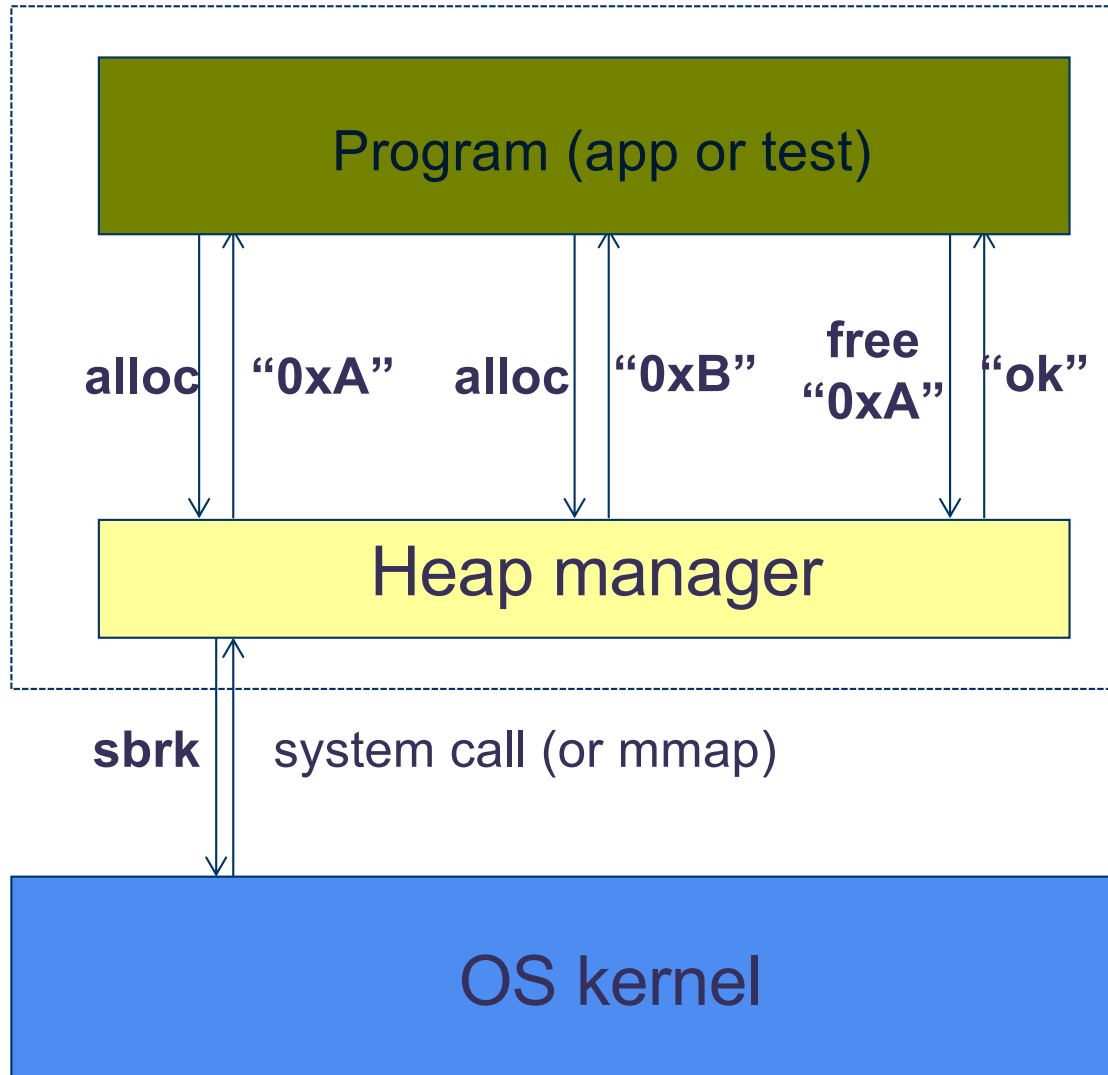 Program (app or test)
alloc “0xA” alloc “0xB” free “ok”
“0xA”
Heap manager
sbrk system call (or mmap)
OS kernel